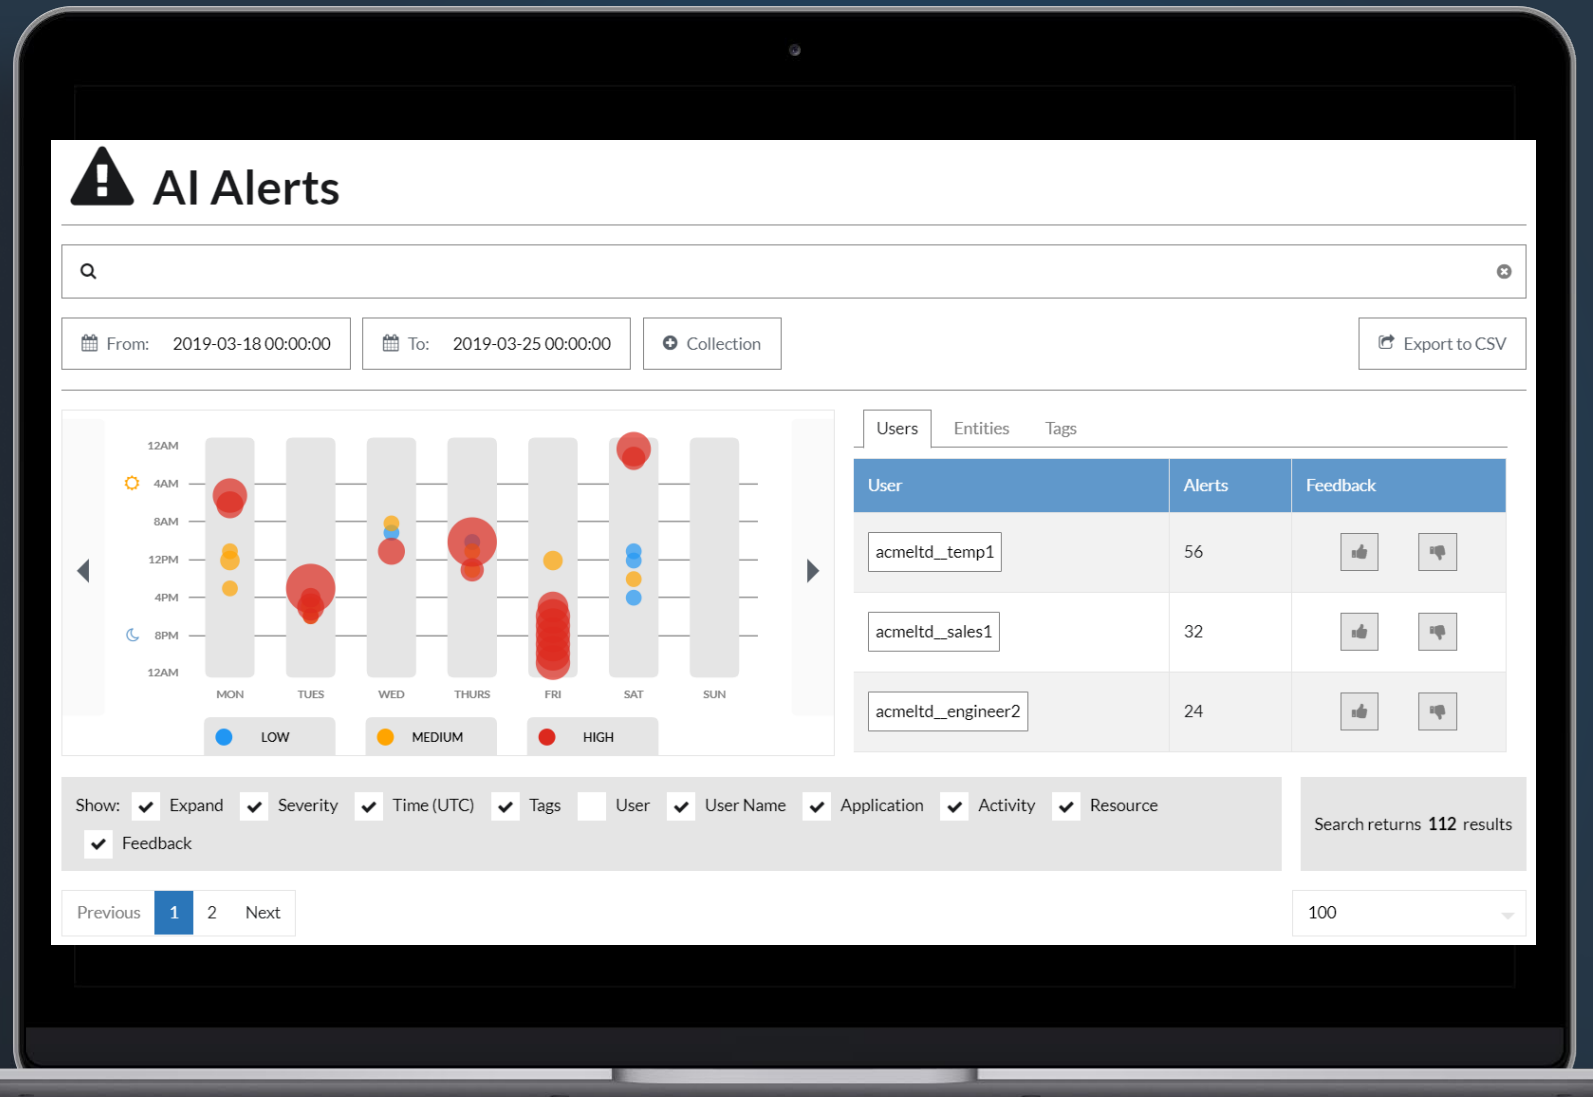 AI Alerts
From: 2019-03-18 00:00:00 To: 2019-03-25 00:00:00 Collection Export to CSV
12AM
4AM
8AM
12PM
4PM
8PM
12AM
MON TUES WED THURS FRI SAT SUN
LOW MEDIUM HIGH
Users Entities Tags
User Alerts Feedback
acmeltd__temp1 56
acmeltd__sales1 32
acmeltd__engineer2 24
Show: Expand Severity Time (UTC) Tags User User Name Application Activity Resource
Feedback
Search returns 112 results
Previous 1 2 Next
100